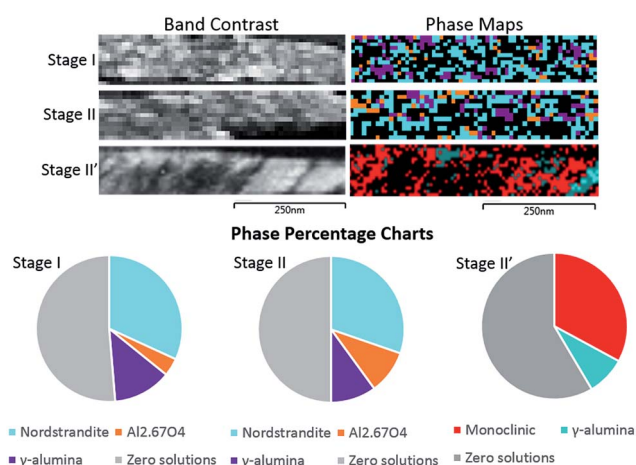 Band Contrast Phase Maps
Stage I
Stage II
Stage II'
250nm 250nm
Phase Percentage Charts
Stage I Stage II Stage II'
Nordstrandite Al2.67O4 Nordstrandite Al2.67O4 Monoclinic γ-alumina
γ-alumina Zero solutions γ-alumina Zero solutions Zero solutions